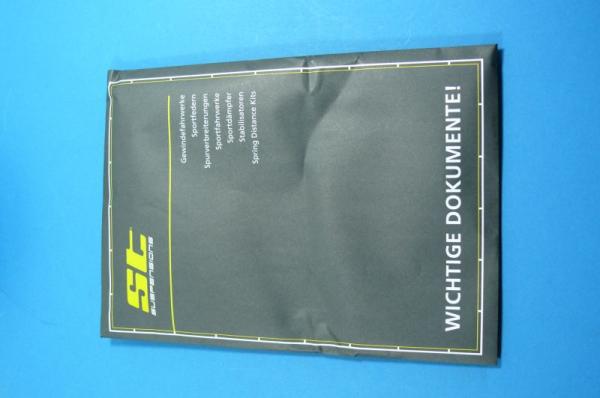 st
SUSPENSIONS
Gewindefahrwerke
Sportfedern
Spurverbreiterungen
Sportfahrwerke
Sportdämpfer
Stabilisatoren
Spring Distance Kits
WICHTIGE DOKUMENTE!